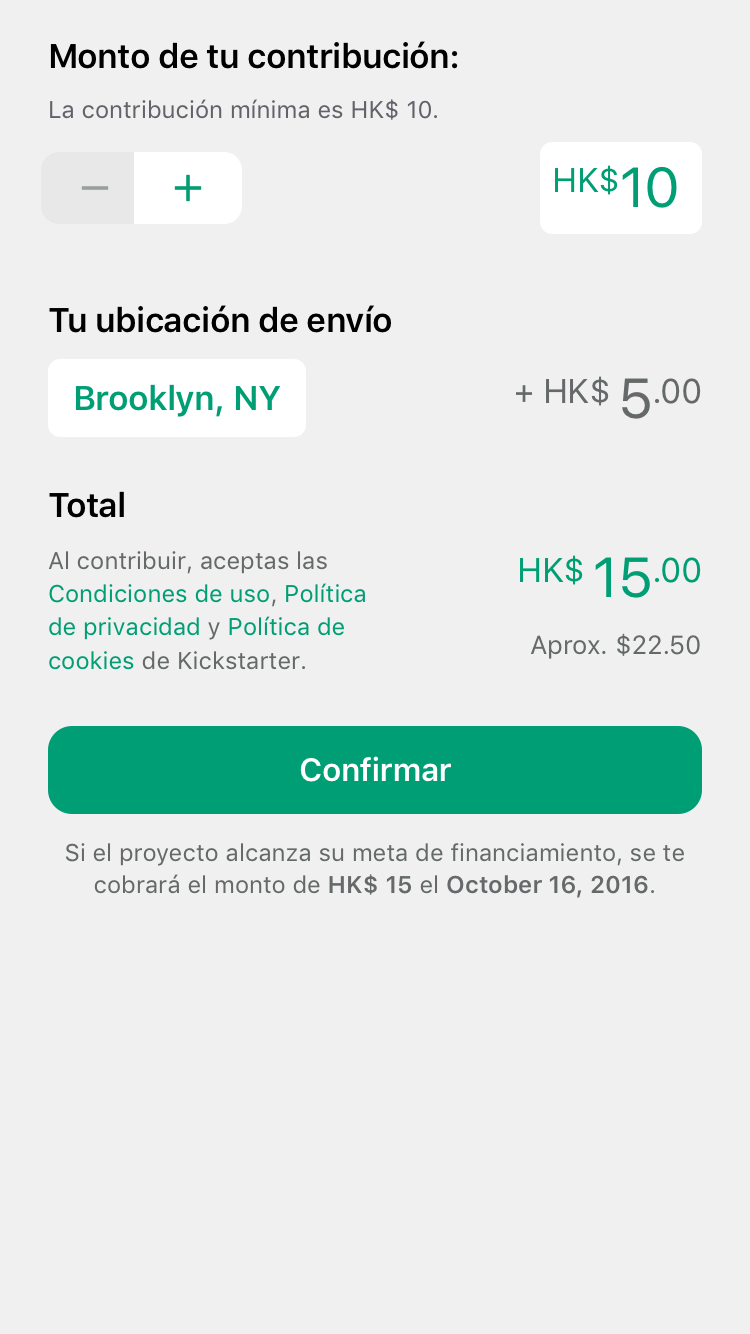 Monto de tu contribución:
La contribución mínima es HK$ 10.
− +
HK$10
Tu ubicación de envío
Brooklyn, NY
+ HK$ 5.00
Total
Al contribuir, aceptas las
Condiciones de uso, Política
de privacidad y Política de
cookies de Kickstarter.
HK$ 15.00
Aprox. $22.50
Confirmar
Si el proyecto alcanza su meta de financiamiento, se te
cobrará el monto de HK$ 15 el October 16, 2016.